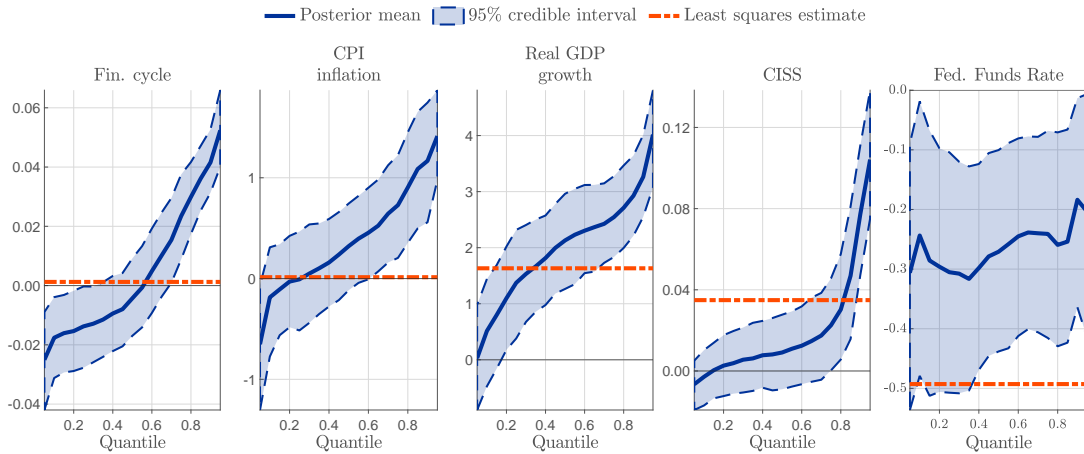 Posterior mean 95% credible interval Least squares estimate
Fin. cycle
CPI
inflation
Real GDP
growth
CISS
Fed. Funds Rate
0.06
0.04
0.02
0.00
-0.02
-0.04
0.2 0.4 0.6 0.8
Quantile
1
0
-1
0.2 0.4 0.6 0.8
Quantile
4
3
2
1
0
0.2 0.4 0.6 0.8
Quantile
0.12
0.08
0.04
0.00
0.2 0.4 0.6 0.8
Quantile
0.0
-0.1
-0.2
-0.3
-0.4
-0.5
0.2 0.4 0.6 0.8
Quantile